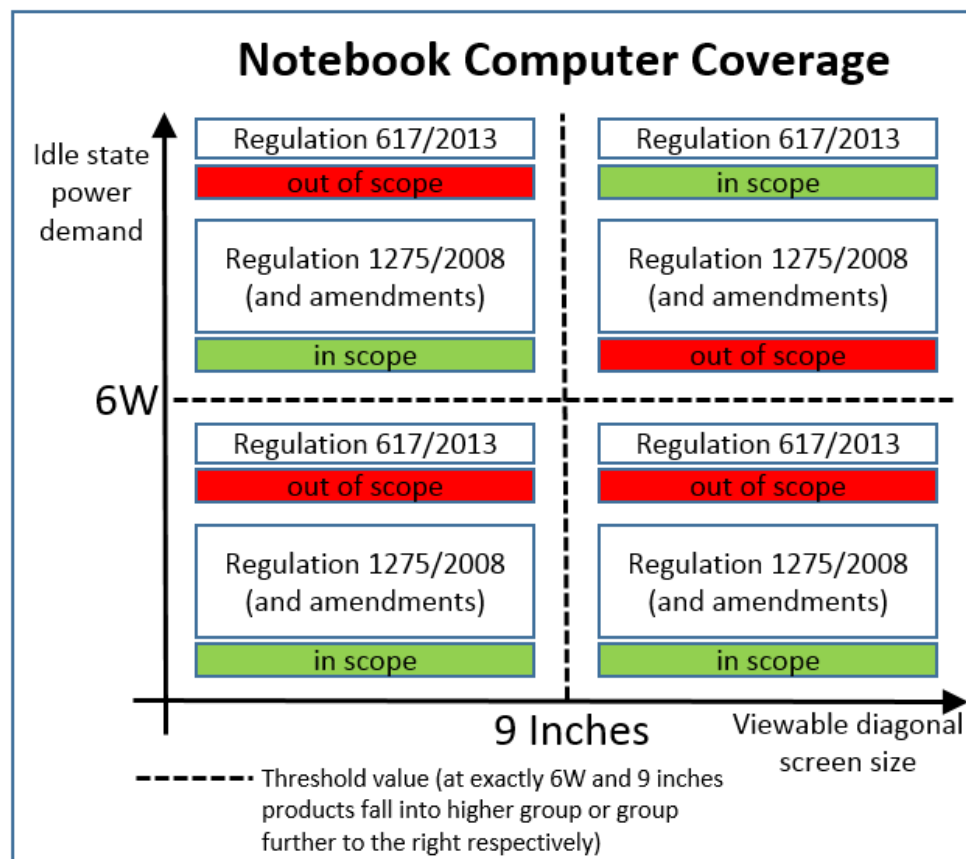 Notebook Computer Coverage
Idle state
power
demand
Regulation 617/2013
out of scope
Regulation 1275/2008
(and amendments)
in scope
Regulation 617/2013
in scope
Regulation 1275/2008
(and amendments)
out of scope
6W
Regulation 617/2013
out of scope
Regulation 1275/2008
(and amendments)
in scope
Regulation 617/2013
out of scope
Regulation 1275/2008
(and amendments)
in scope
9 Inches
Viewable diagonal
screen size
Threshold value (at exactly 6W and 9 inches
products fall into higher group or group
further to the right respectively)